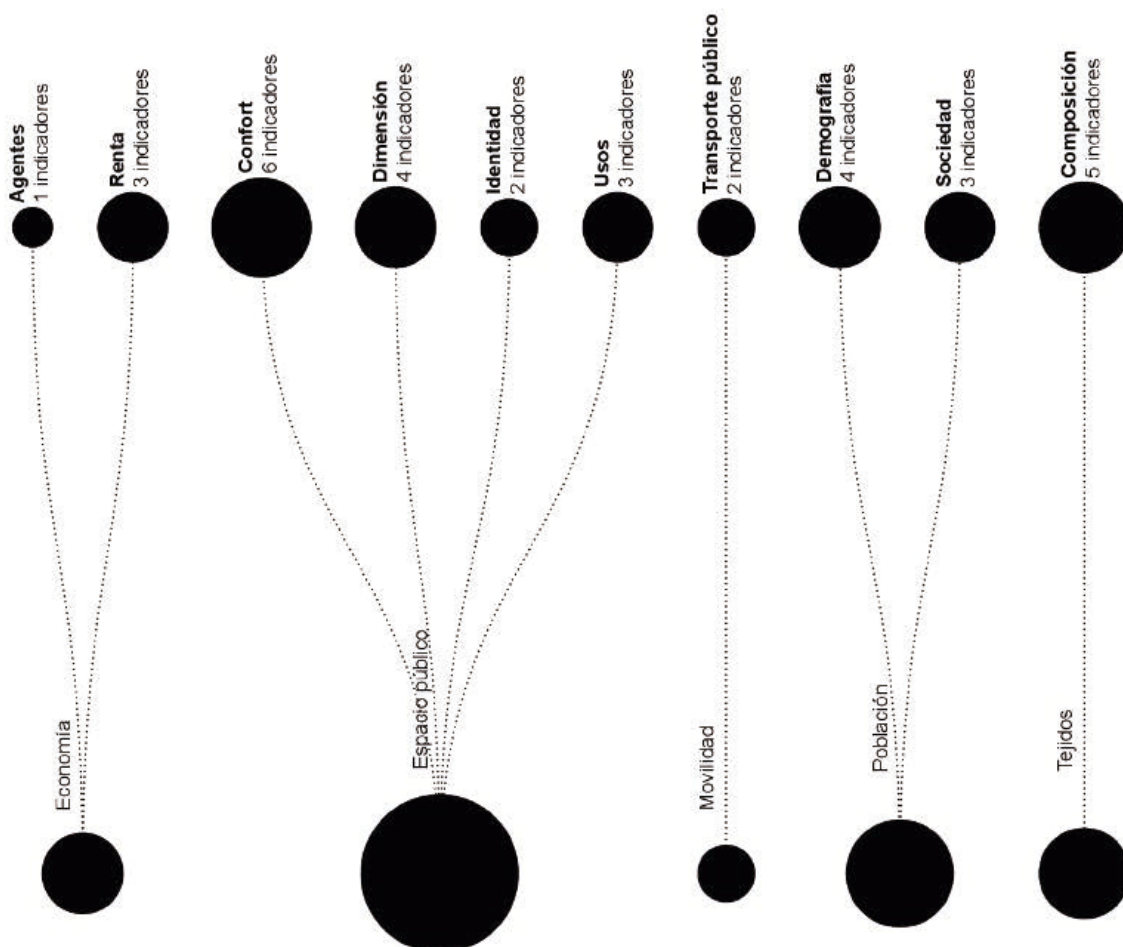 Agentes
1 indicadores
Renta
3 indicadores
Confort
6 indicadores
Dimensión
4 indicadores
Identidad
2 indicadores
Usos
3 indicadores
Transporte público
2 indicadores
Demografía
4 indicadores
Sociedad
3 indicadores
Composición
5 indicadores
Economía
Espacio público
Movilidad
Población
Tejidos